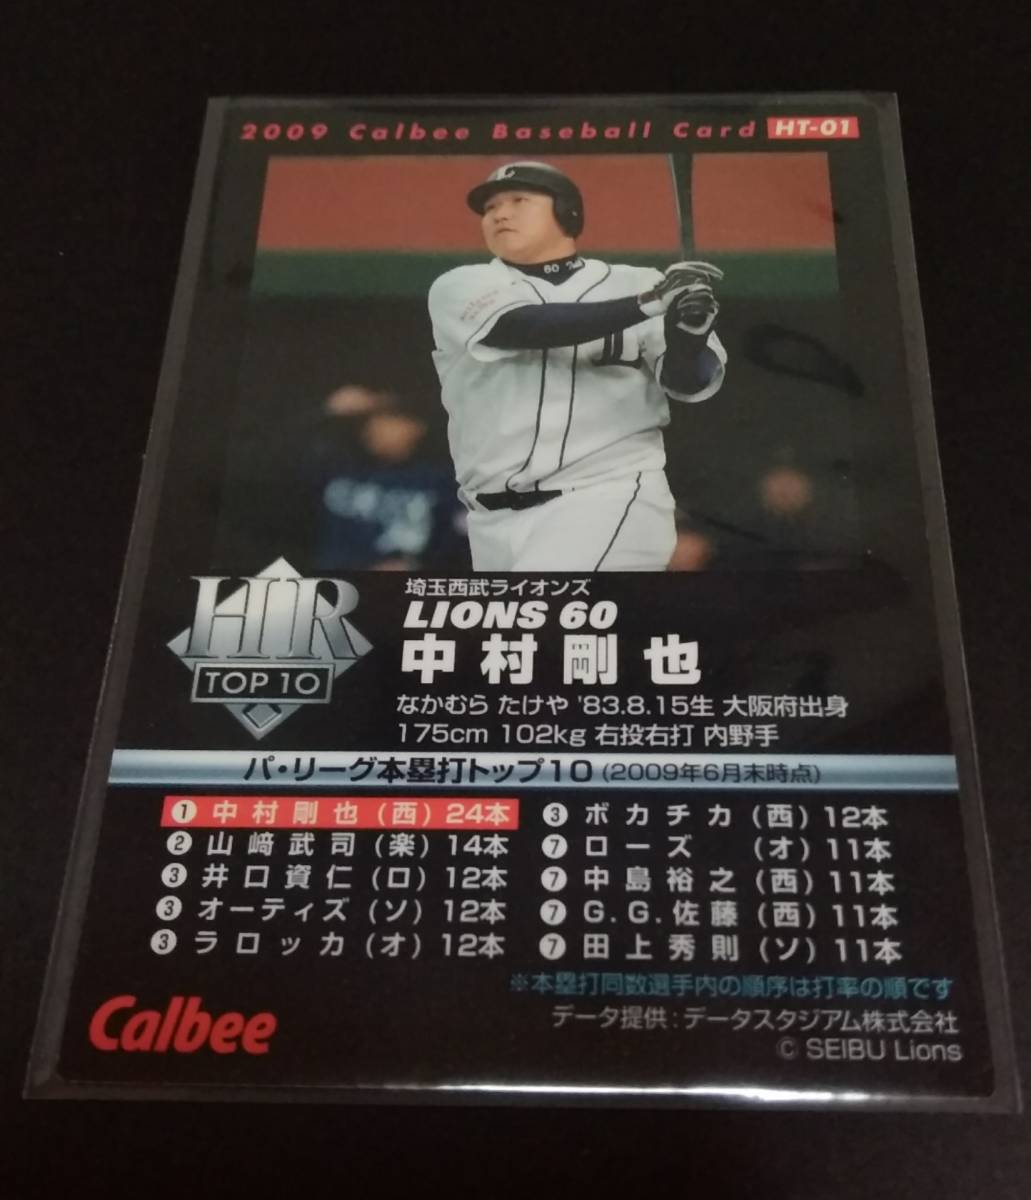 2009 Calbee Baseball Card HT-01
L
60
L
HR
TOP 10
埼玉西武ライオンズ
LIONS 60
中村剛也
なかむら たけや '83.8.15生 大阪府出身
175cm 102kg 右投右打 内野手
パ・リーグ本塁打トップ10 (2009年6月末時点)
① 中村剛也 (西) 24本
② 山﨑武司 (楽) 14本
③ 井口資仁 (ロ) 12本
③ オーティズ (ソ) 12本
③ ラロッカ (オ) 12本
③ ボカチカ (西) 12本
⑦ ローズ (オ) 11本
⑦ 中島裕之 (西) 11本
⑦ G.G.佐藤 (西) 11本
⑦ 田上秀則 (ソ) 11本
※本塁打同数選手内の順序は打率の順です
データ提供:データスタジアム株式会社
© SEIBU Lions
Calbee